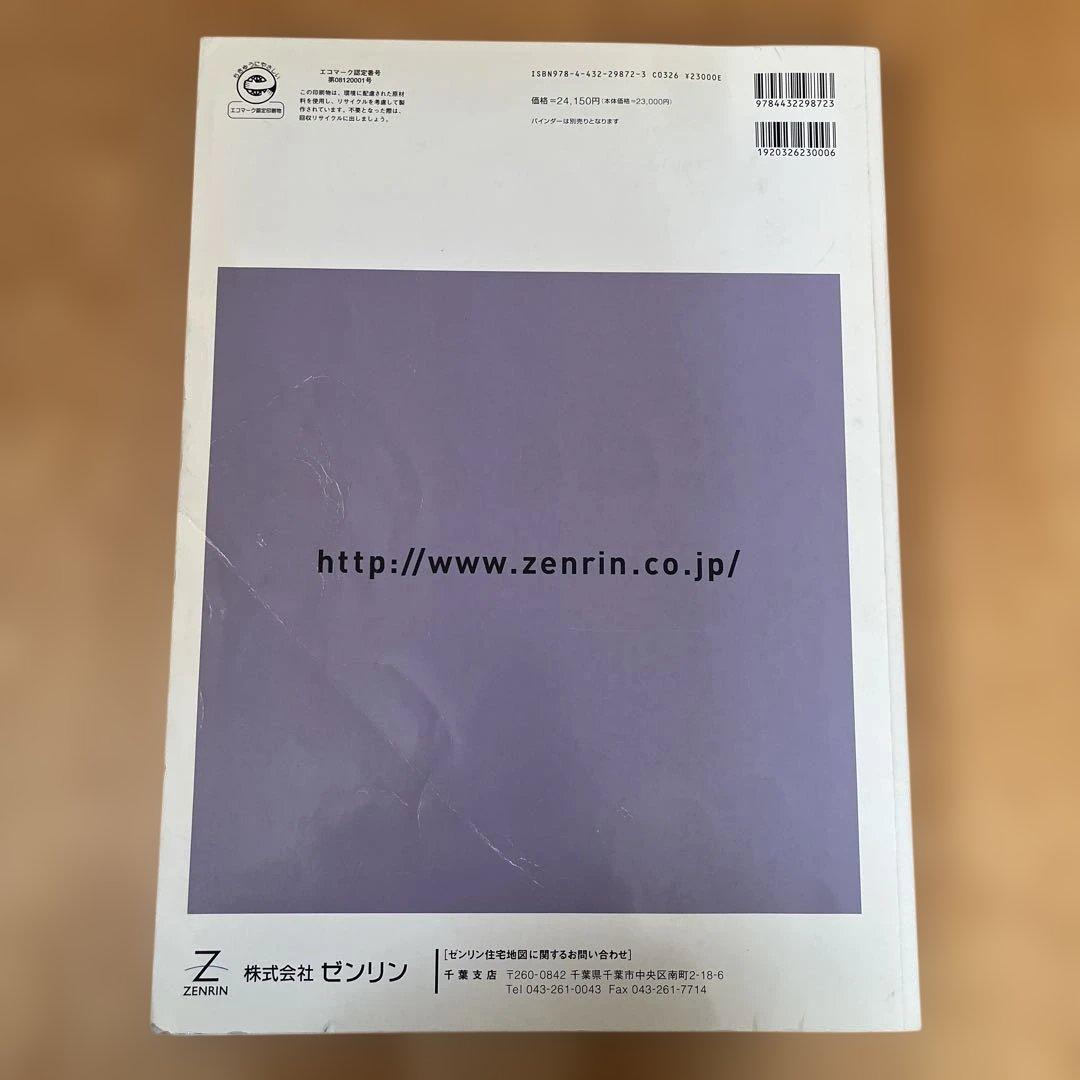 ちきゅうにやさしい
エコマーク認定印刷物
エコマーク認定番号
第08120001号
この印刷物は、環境に配慮された原材
料を使用し、リサイクルを考慮して製
作されています。不要となった際は、
回収リサイクルに出しましょう。
ISBN978-4-432-29872-3 C0326 ¥23000E
価格=24,150円(本体価格=23,000円)
バインダーは別売りとなります
9784432298723
1920326230006
http://www.zenrin.co.jp/
Z
ZENRIN
株式会社 ゼンリン
[ゼンリン住宅地図に関するお問い合わせ]
千葉支店 〒260-0842 千葉県千葉市中央区南町2-18-6
Tel 043-261-0043 Fax 043-261-7714